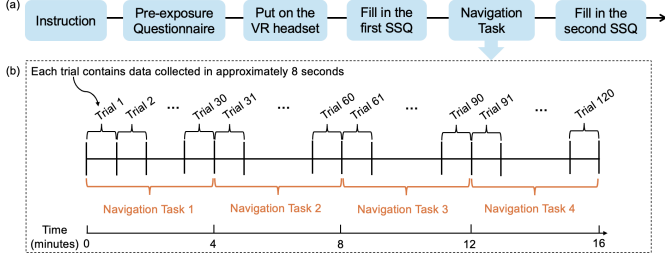 (a)
Instruction
Pre-exposure
Questionnaire
Put on the
VR headset
Fill in the
first SSQ
Navigation
Task
Fill in the
second SSQ
(b)
Each trial contains data collected in approximately 8 seconds
Trial 1
Trial 2
...
Trial 30
Trial 31
...
Trial 60
Trial 61
...
Trial 90
Trial 91
...
Trial 120
Navigation Task 1
Navigation Task 2
Navigation Task 3
Navigation Task 4
Time
(minutes)
0
4
8
12
16